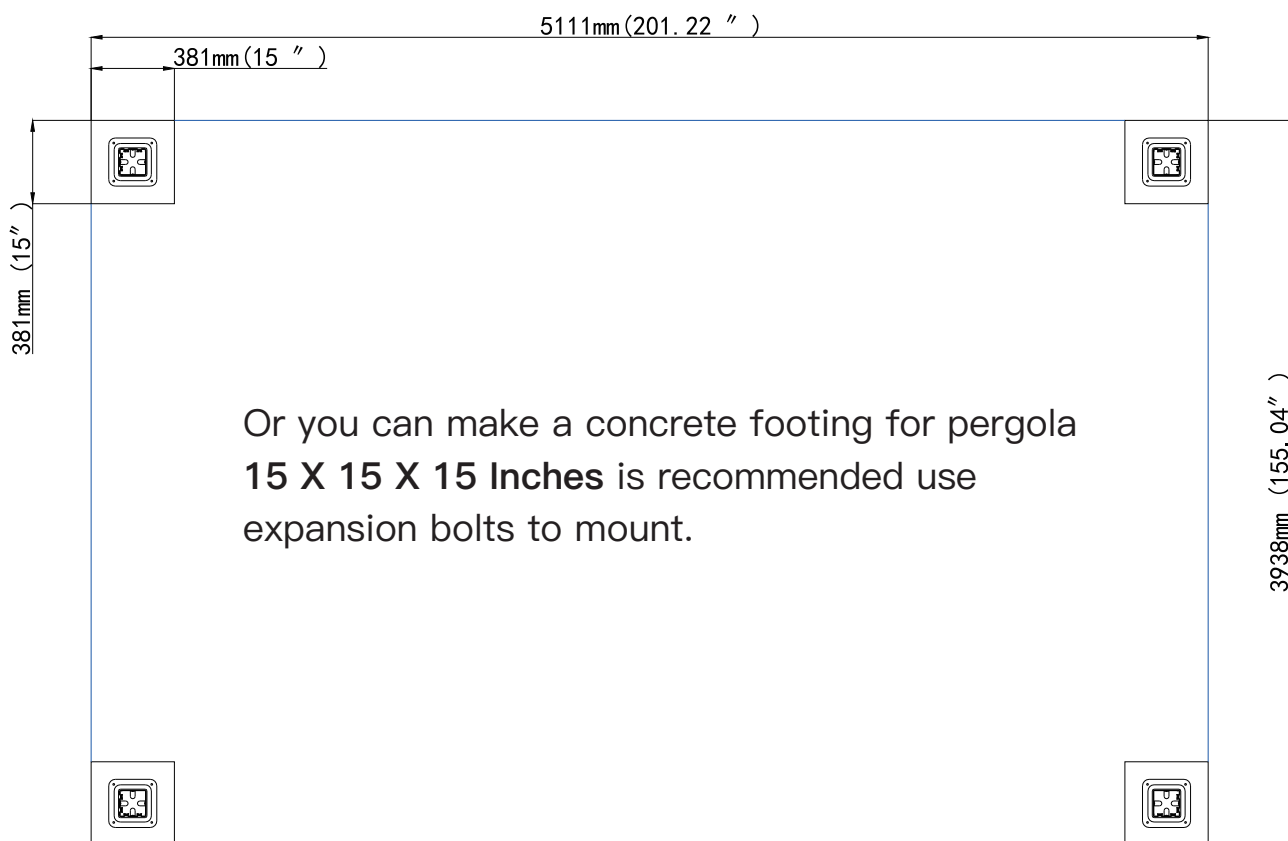 5111mm(201.22 ″ )
381mm(15 ″ )
381mm (15″ )
Or you can make a concrete footing for pergola
15 X 15 X 15 Inches is recommended use
expansion bolts to mount.
3938mm (155.04″ )